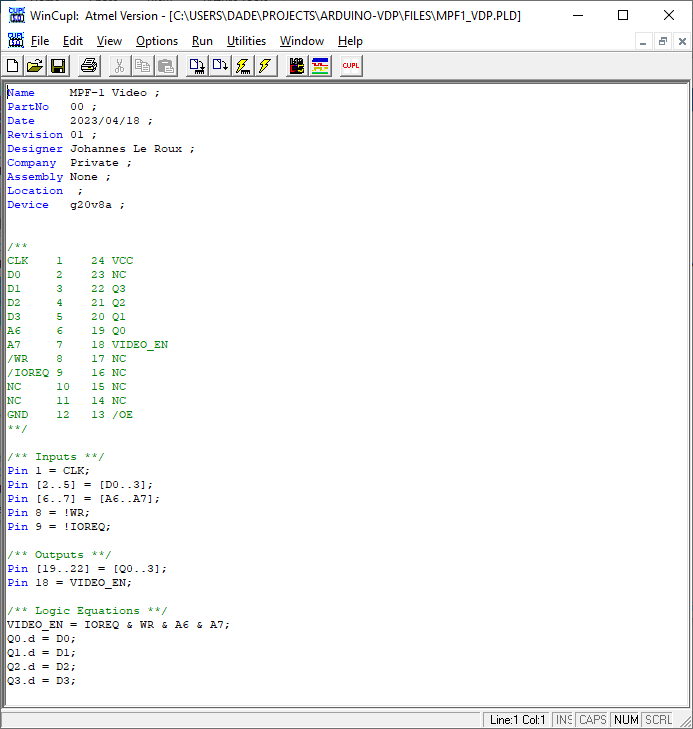 WinCupl: Atmel Version - [C:\USERS\DADE\PROJECTS\ARDUINO-VDP\FILES\MPF1_VDP.PLD]
File Edit Options Run Utilities Window Help
CUPL
Name     MPF-1 Video ;
PartNo   00 ;
Date     2023/04/18 ;
Revision 01 ;
Designer Johannes Le Roux ;
Company  Private ;
Assembly None ;
Location  ;
Device   g20v8a ;
/**
CLK    1    24 VCC
D0     2    23 NC
D1     3    22 Q3
D2     4    21 Q2
D3     5    20 Q1
A6     6    19 Q0
A7     7    18 VIDEO_EN
/WR    8    17 NC
/IOREQ 9    16 NC
NC     10   15 NC
NC     11   14 NC
GND    12   13 /OE
**/
/** Inputs **/
Pin 1 = CLK;
Pin [2..5] = [D0..3];
Pin [6..7] = [A6..A7];
Pin 8 = !WR;
Pin 9 = !IOREQ;
/** Outputs **/
Pin [19..22] = [Q0..3];
Pin 18 = VIDEO_EN;
/** Logic Equations **/
VIDEO_EN = IOREQ & WR & A6 & A7;
Q0.d = D0;
Q1.d = D1;
Q2.d = D2;
Q3.d = D3;
Line:1 Col:1 INS CAPS NUM SCRL